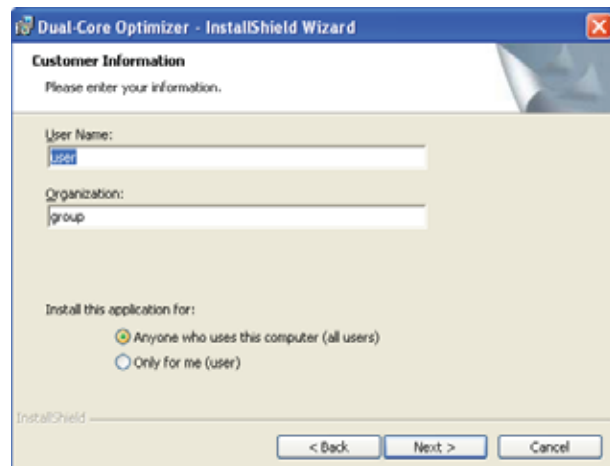 Dual-Core Optimizer - InstallShield Wizard
Customer Information
Please enter your information.
User Name:
user
Organization:
group
Install this application for:
Anyone who uses this computer (all users)
Only for me (user)
InstallShield
< Back Next > Cancel